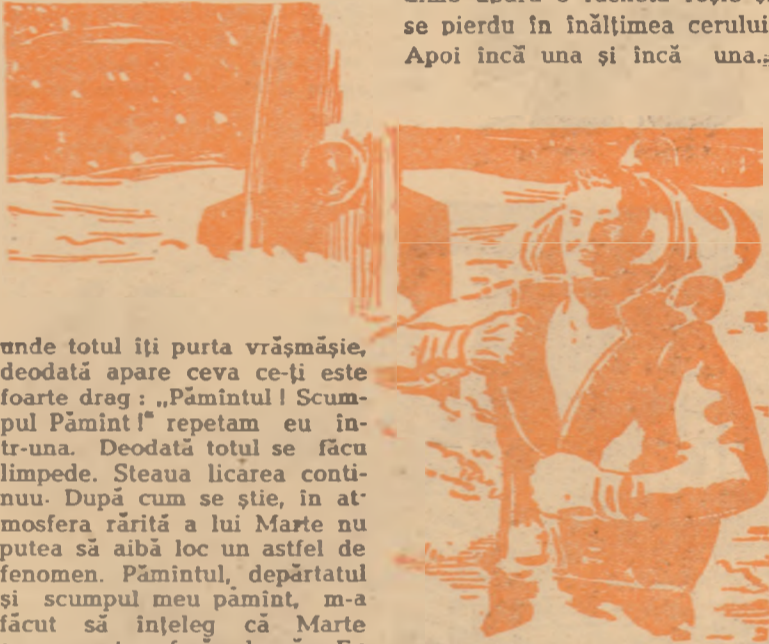 se pierdu în înălțimea cerului
Apoi încă una și încă una..
unde totul îți purta vrăşmăşie,
deodată apare ceva ce-ți este
foarte drag : „Pămîntul ! Scum-
pul Pămînt !" repetam eu în-
tr-una. Deodată totul se făcu
limpede. Steaua licărea conti-
nuu. După cum se știe, în at-
mosfera rărită a lui Marte nu
putea să aibă loc un astfel de
fenomen. Pămîntul, depărtatul
și scumpul meu pămînt, m-a
făcut să înțeleg că Marte